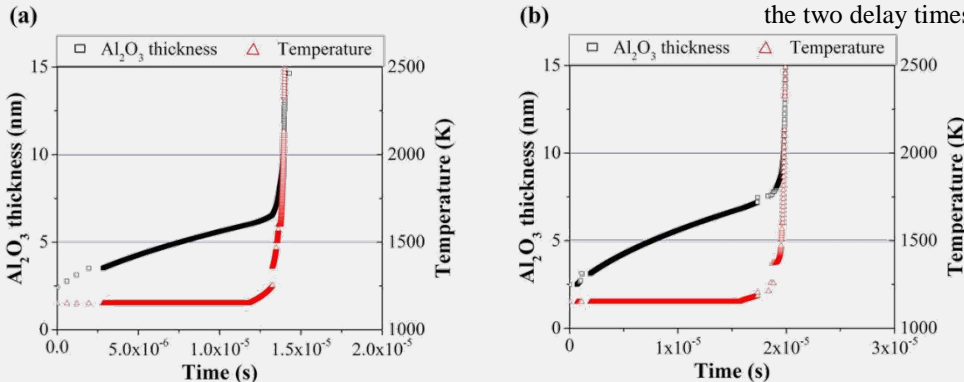 (a)
(b)
the two delay times
Al₂O₃ thickness Temperature
Al₂O₃ thickness Temperature
15
10
5
0
Al₂O₃ thickness (nm)
2500
2000
1500
1000
Temperature (K)
0.0 5.0x10⁻⁶ 1.0x10⁻⁵ 1.5x10⁻⁵ 2.0x10⁻⁵
Time (s)
15
10
5
0
Al₂O₃ thickness (nm)
2500
2000
1500
1000
Temperature (K)
0 1x10⁻⁵ 2x10⁻⁵ 3x10⁻⁵
Time (s)